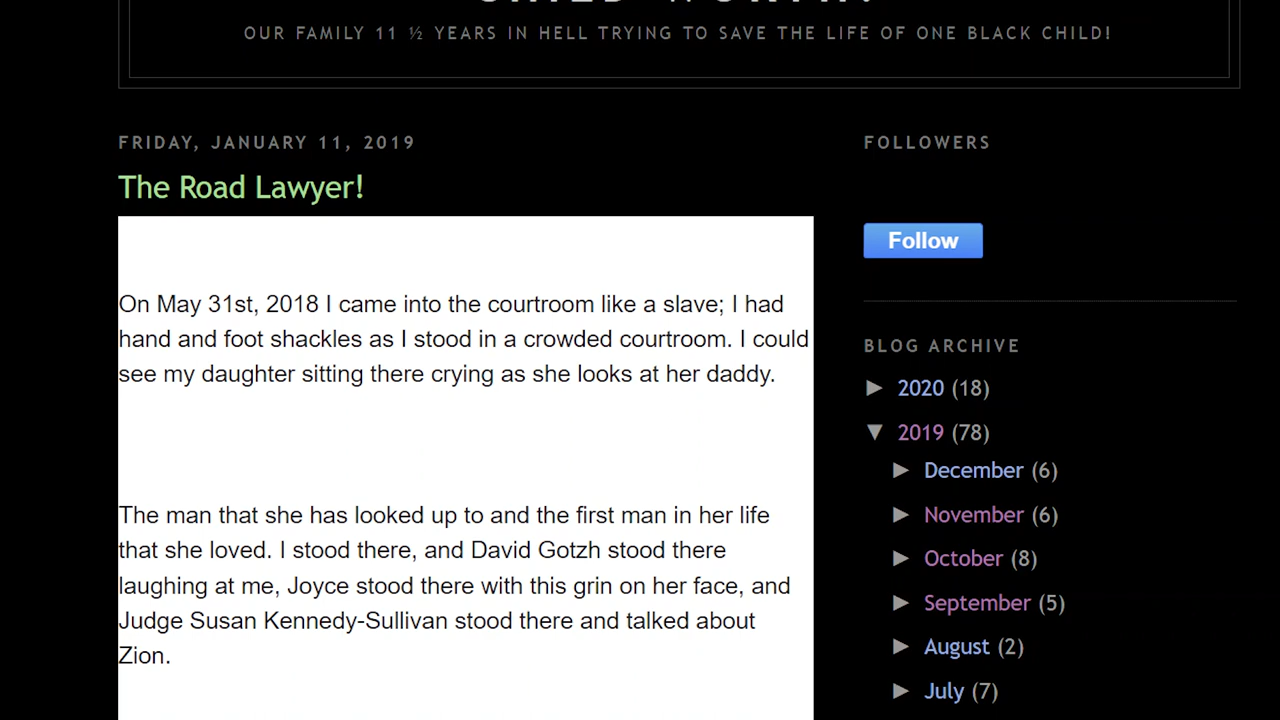 OUR FAMILY 11 ½ YEARS IN HELL TRYING TO SAVE THE LIFE OF ONE BLACK CHILD!
FRIDAY, JANUARY 11, 2019
The Road Lawyer!
On May 31st, 2018 I came into the courtroom like a slave; I had
hand and foot shackles as I stood in a crowded courtroom. I could
see my daughter sitting there crying as she looks at her daddy.
The man that she has looked up to and the first man in her life
that she loved. I stood there, and David Gotzh stood there
laughing at me, Joyce stood there with this grin on her face, and
Judge Susan Kennedy-Sullivan stood there and talked about
Zion.
FOLLOWERS
Follow
BLOG ARCHIVE
► 2020 (18)
▼ 2019 (78)
► December (6)
► November (6)
► October (8)
► September (5)
► August (2)
► July (7)